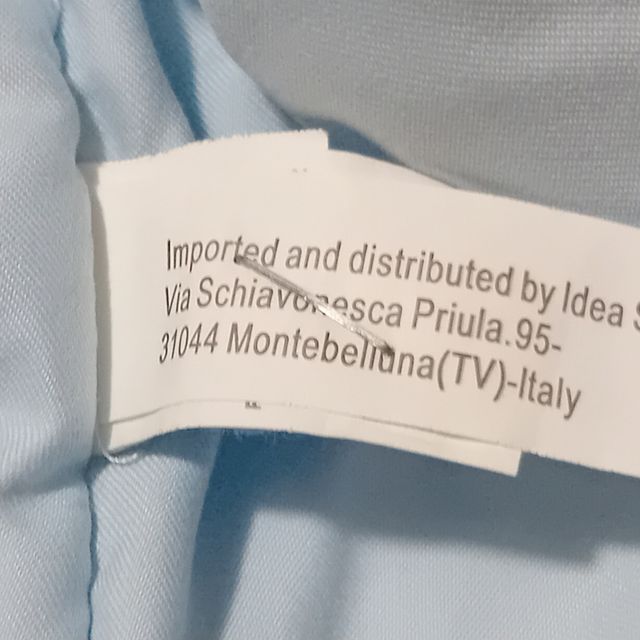 Imported and distributed by Idea S
Via Schiavonesca Priula.95-
31044 Montebelluna(TV)-Italy